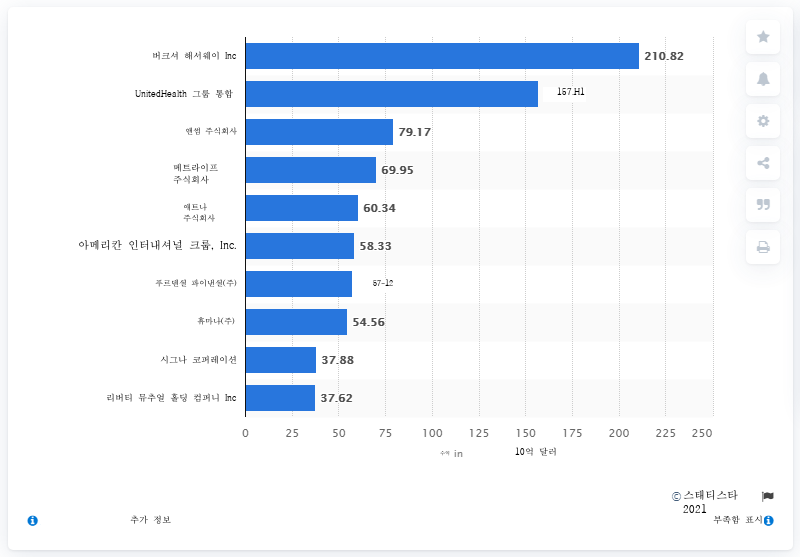 버크셔 해서웨이 Inc
210.82
UnitedHealth 그룹 통합
157.H1
앤썸 주식회사
79.17
메트라이프
주식회사
69.95
애트나
주식회사
60.34
아메리칸 인터내셔널 크룹, Inc.
58.33
푸르덴셜 파이낸셜(주)
57-12
휴마나(주)
54.56
시그나 코퍼레이션
37.88
리버티 뮤추얼 홀딩 컴퍼니 Inc
37.62
0 25 50 75 100 125 150 175 200 225 250
in 10억 달러
© 스태티스타
2021
추가 정보
부족함 표시